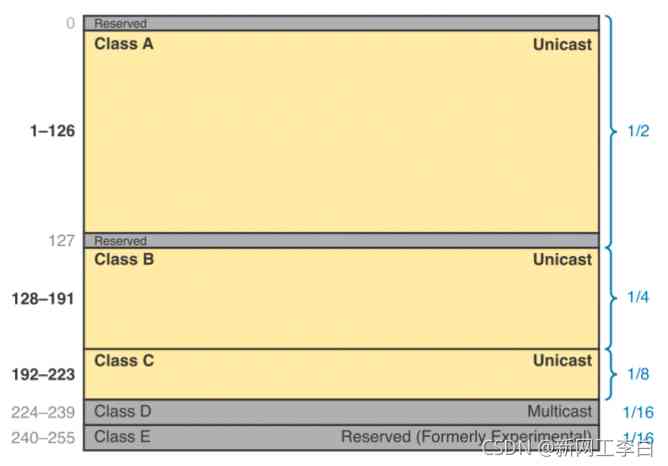 0 Reserved
Class A Unicast
1–126 1/2
127 Reserved
Class B Unicast
128–191 1/4
Class C Unicast
192–223 1/8
224–239 Class D Multicast 1/16
240–255 Class E Reserved (Formerly Experimental) 1/16
CSDN @新网工李白